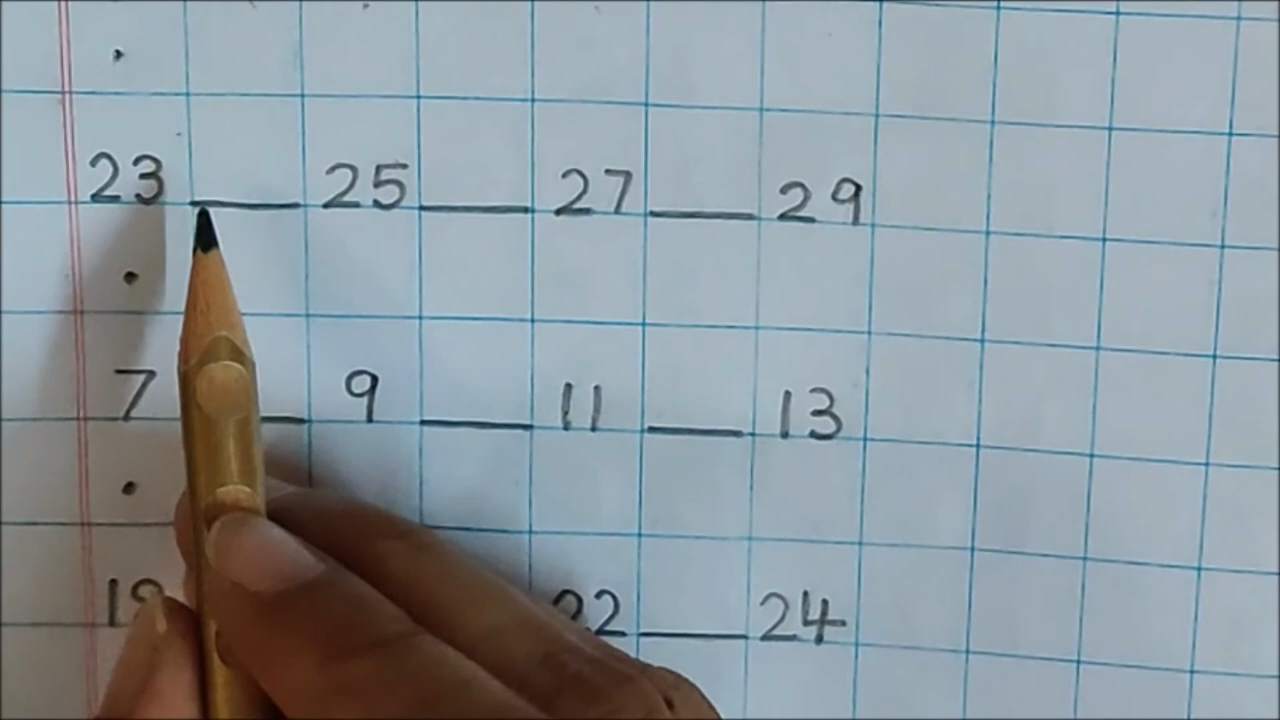 23 ___ 25 ___ 27 ___ 29
7 ___ 9 ___ 11 ___ 13
22 ___ 24